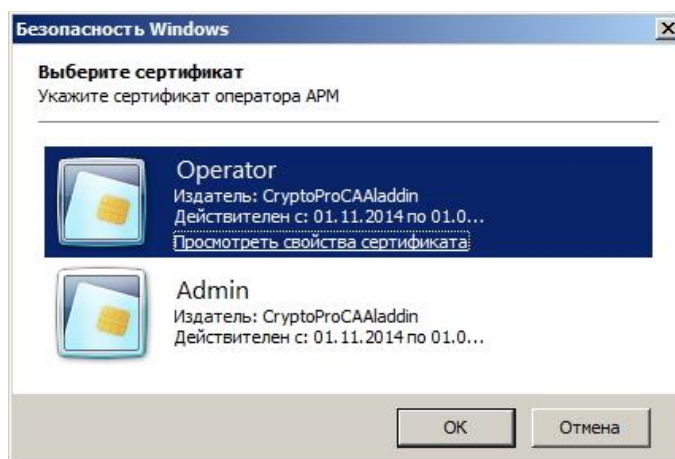 Безопасность Windows
Выберите сертификат
Укажите сертификат оператора АРМ
Operator
Издатель: CryptoProCAAladdin
Действителен с: 01.11.2014 по 01.0...
Просмотреть свойства сертификата
Admin
Издатель: CryptoProCAAladdin
Действителен с: 01.11.2014 по 01.0...
ОК
Отмена